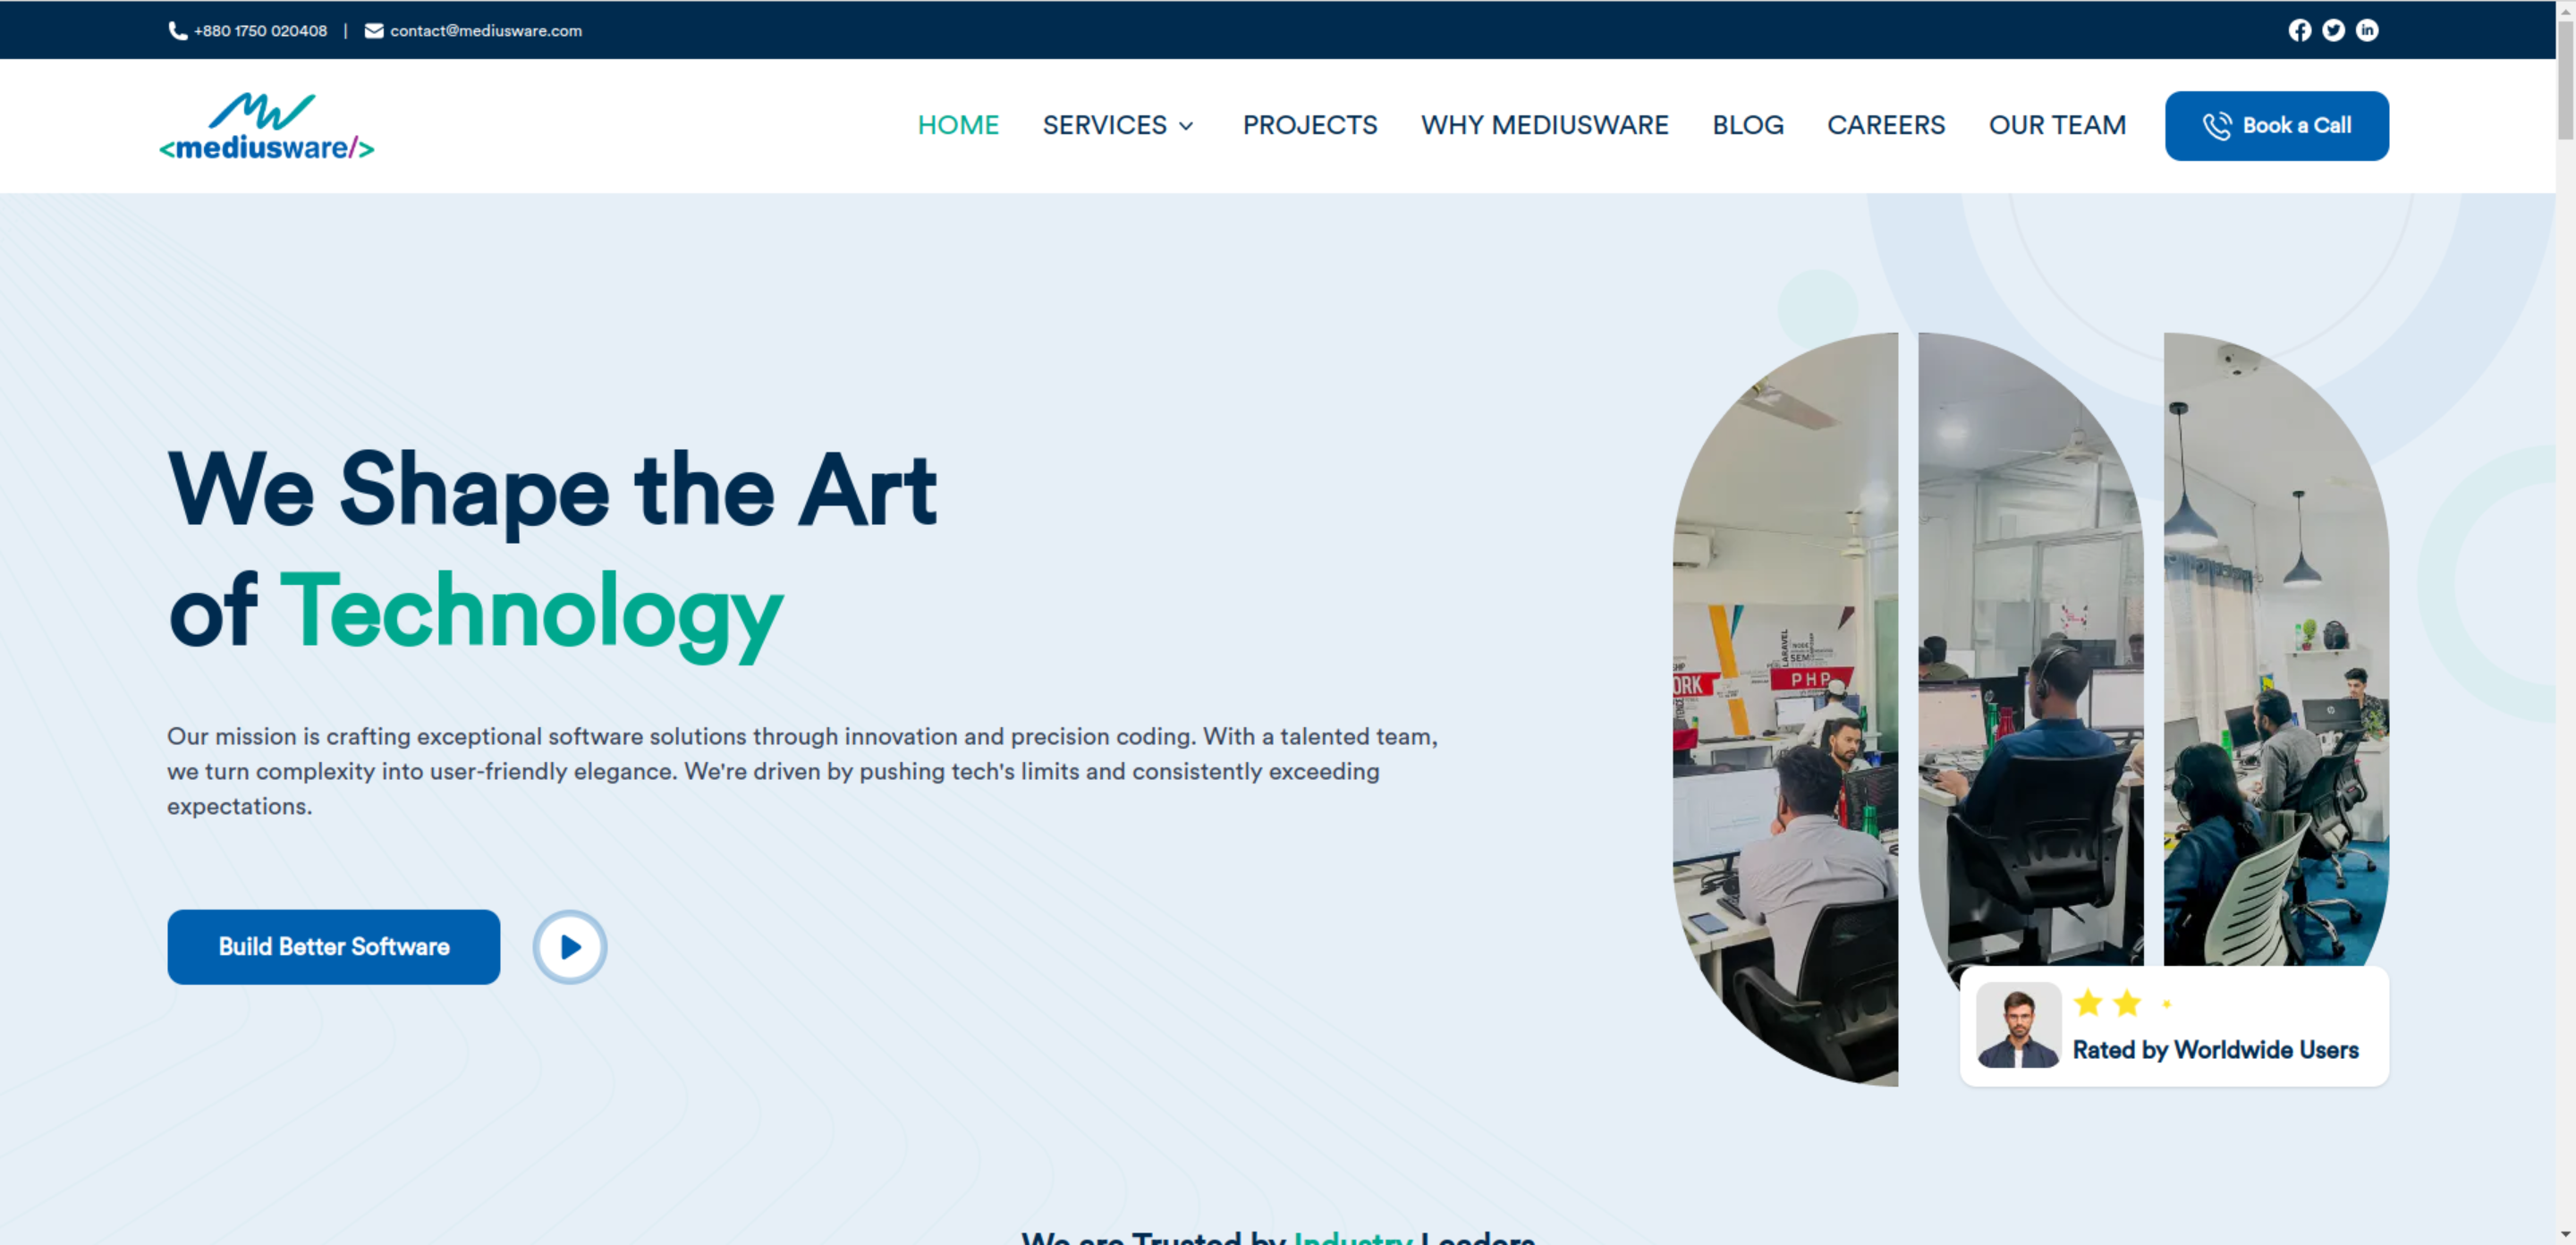 +880 1750 020408 | contact@mediusware.com
<mediusware/>
HOME SERVICES PROJECTS WHY MEDIUSWARE BLOG CAREERS OUR TEAM Book a Call
We Shape the Art
of Technology
Our mission is crafting exceptional software solutions through innovation and precision coding. With a talented team,
we turn complexity into user-friendly elegance. We're driven by pushing tech's limits and consistently exceeding
expectations.
Build Better Software
LARAVEL
NODE
SEM
ORK
PHP
Rated by Worldwide Users
We are Trusted by Industry Leaders